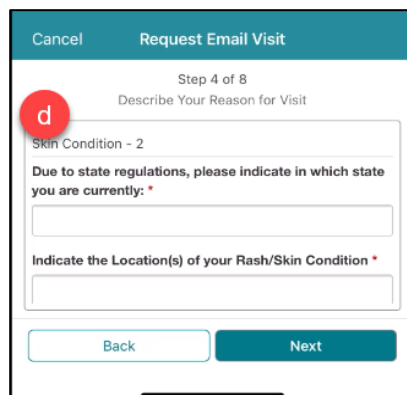 Cancel Request Email Visit
Step 4 of 8
Describe Your Reason for Visit
d
Skin Condition - 2
Due to state regulations, please indicate in which state
you are currently: *
Indicate the Location(s) of your Rash/Skin Condition *
Back Next